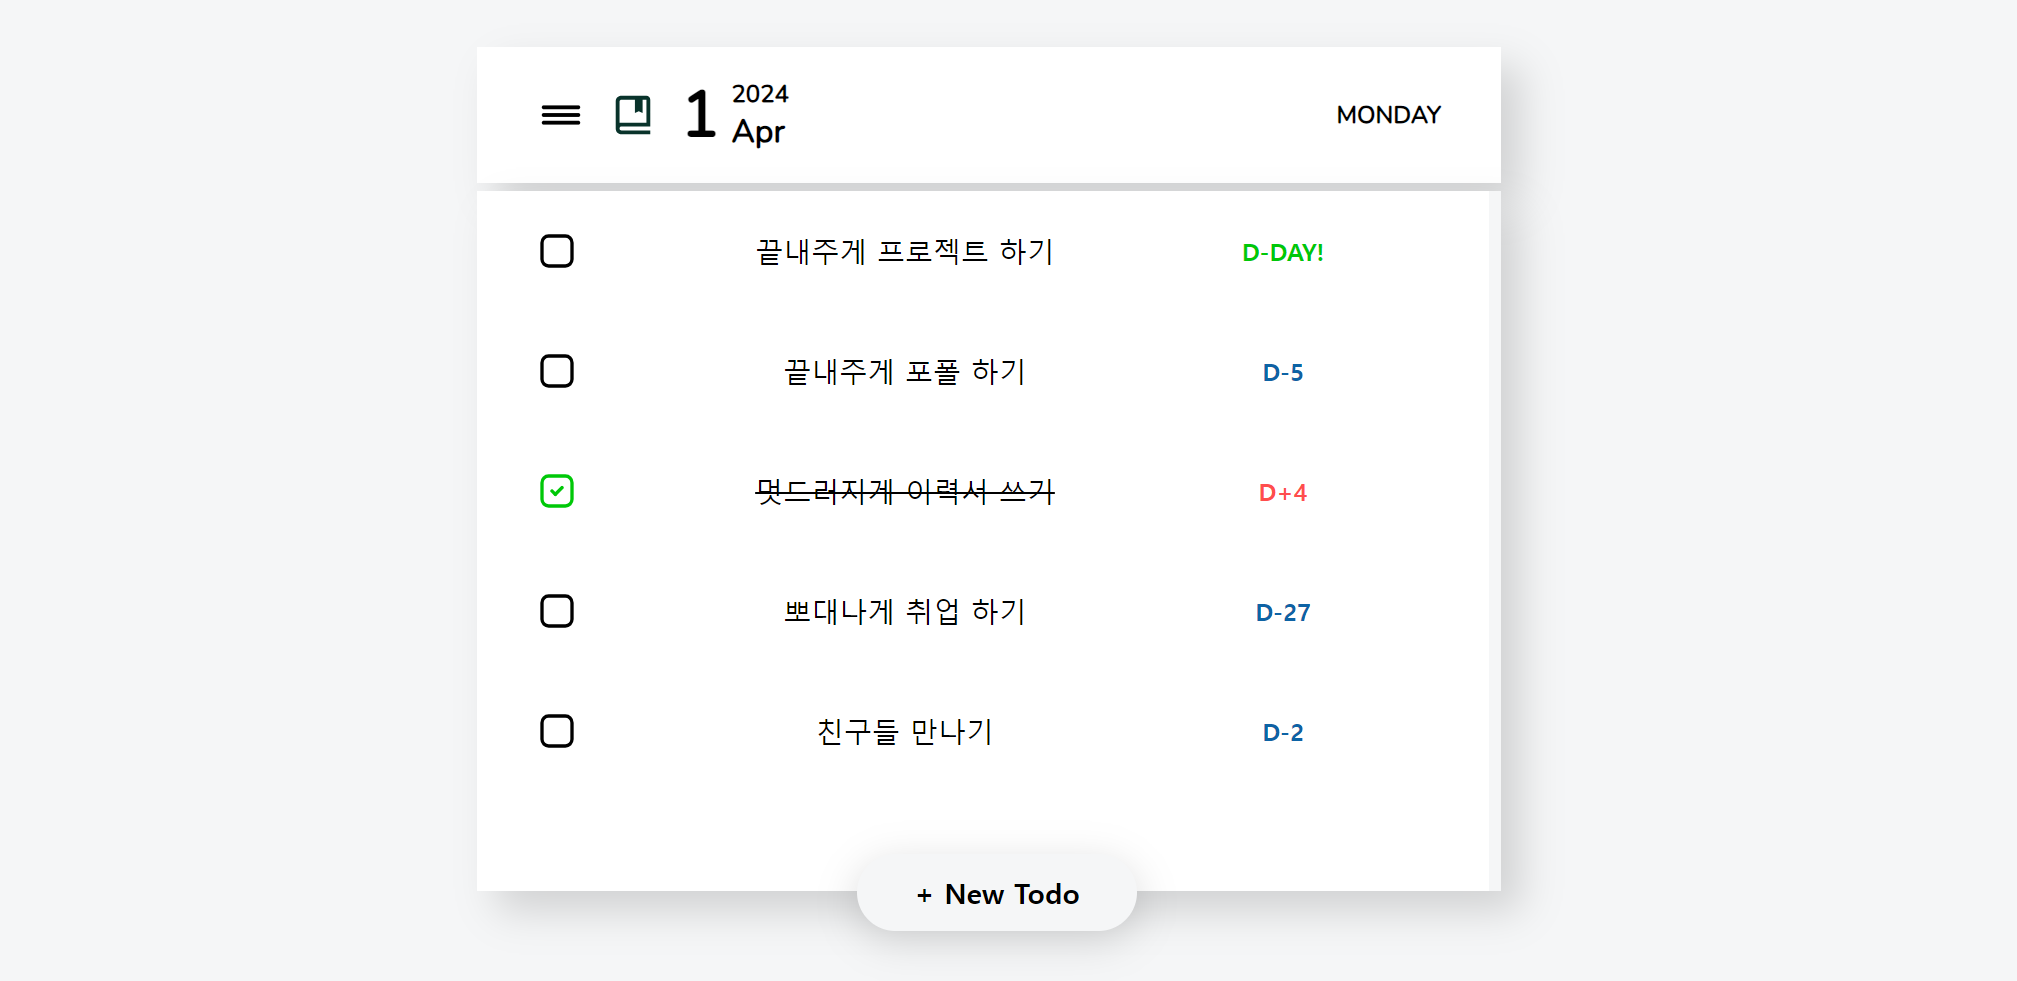 1
2024
Apr
MONDAY
끝내주게 프로젝트 하기 D-DAY!
끝내주게 포폴 하기 D-5
멋드러지게 이력서 쓰기 D+4
뽀대나게 취업 하기 D-27
친구들 만나기 D-2
+ New Todo